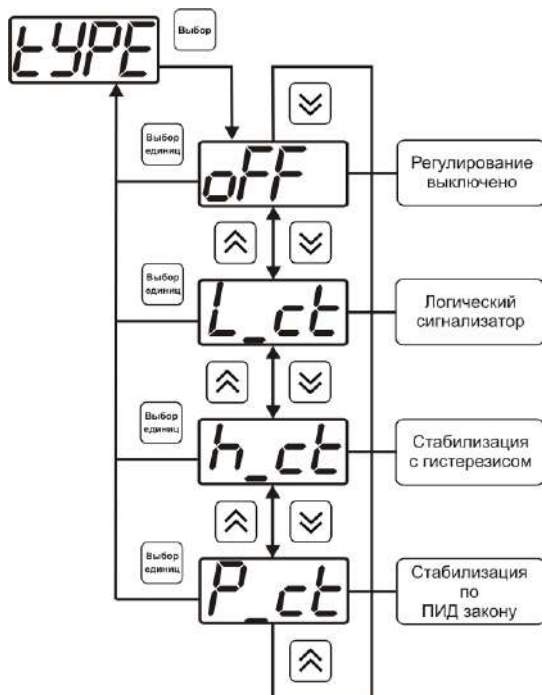 tYPE
Выбор
Выбор
единиц
oFF
Регулирование
выключено
Выбор
единиц
L_ct
Логический
сигнализатор
Выбор
единиц
h_ct
Стабилизация
с гистерезисом
Выбор
единиц
P_ct
Стабилизация
по
ПИД закону